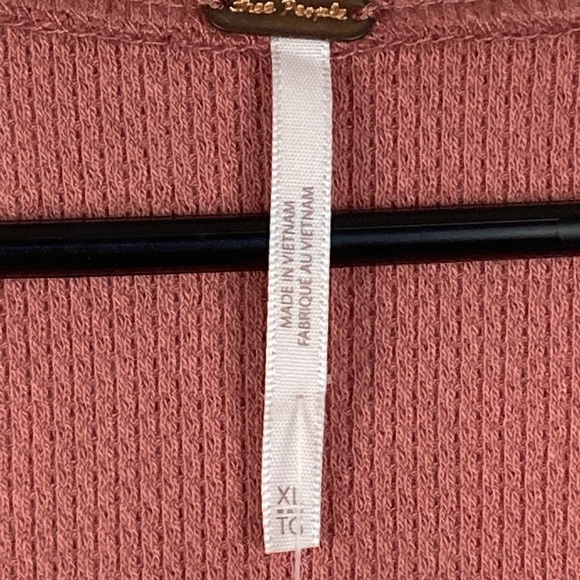 Free People
MADE IN VIETNAM
FABRIQUE AU VIETNAM
XL
TG